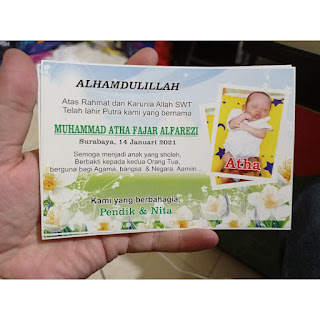 ALHAMDULILLAH
Atas Rahmat dan Karunia Allah SWT
Telah lahir Putra kami yang bernama
MUHAMMAD ATHA FAJAR ALFAREZI
Surabaya, 14 Januari 2021
Semoga menjadi anak yang sholeh,
Berbakti kepada kedua Orang Tua,
berguna bagi Agama, bangsa & Negara. Aamiin
Atha
Kami yang berbahagia,
Pendik & Nita